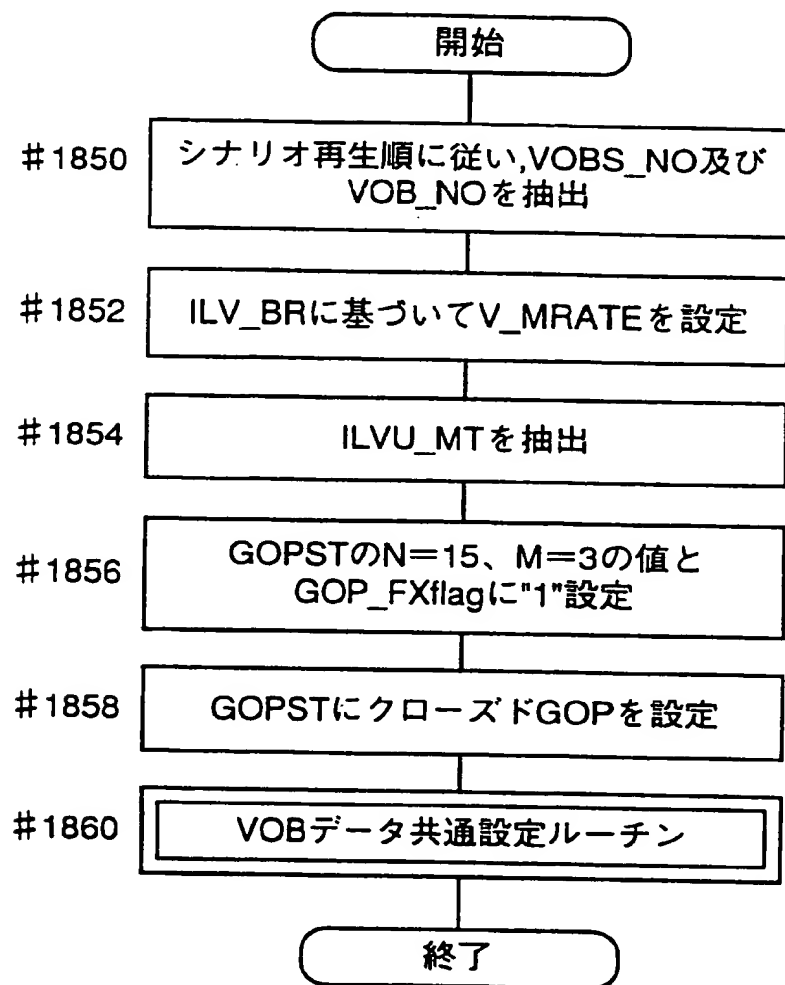 開始
#1850
シナリオ再生順に従い,VOBS_NO及び
VOB_NOを抽出
#1852
ILV_BRに基づいてV_MRATEを設定
#1854
ILVU_MTを抽出
#1856
GOPSTのN=15、M=3の値と
GOP_FXflagに"1"設定
#1858
GOPSTにクローズドGOPを設定
#1860
VOBデータ共通設定ルーチン
終了